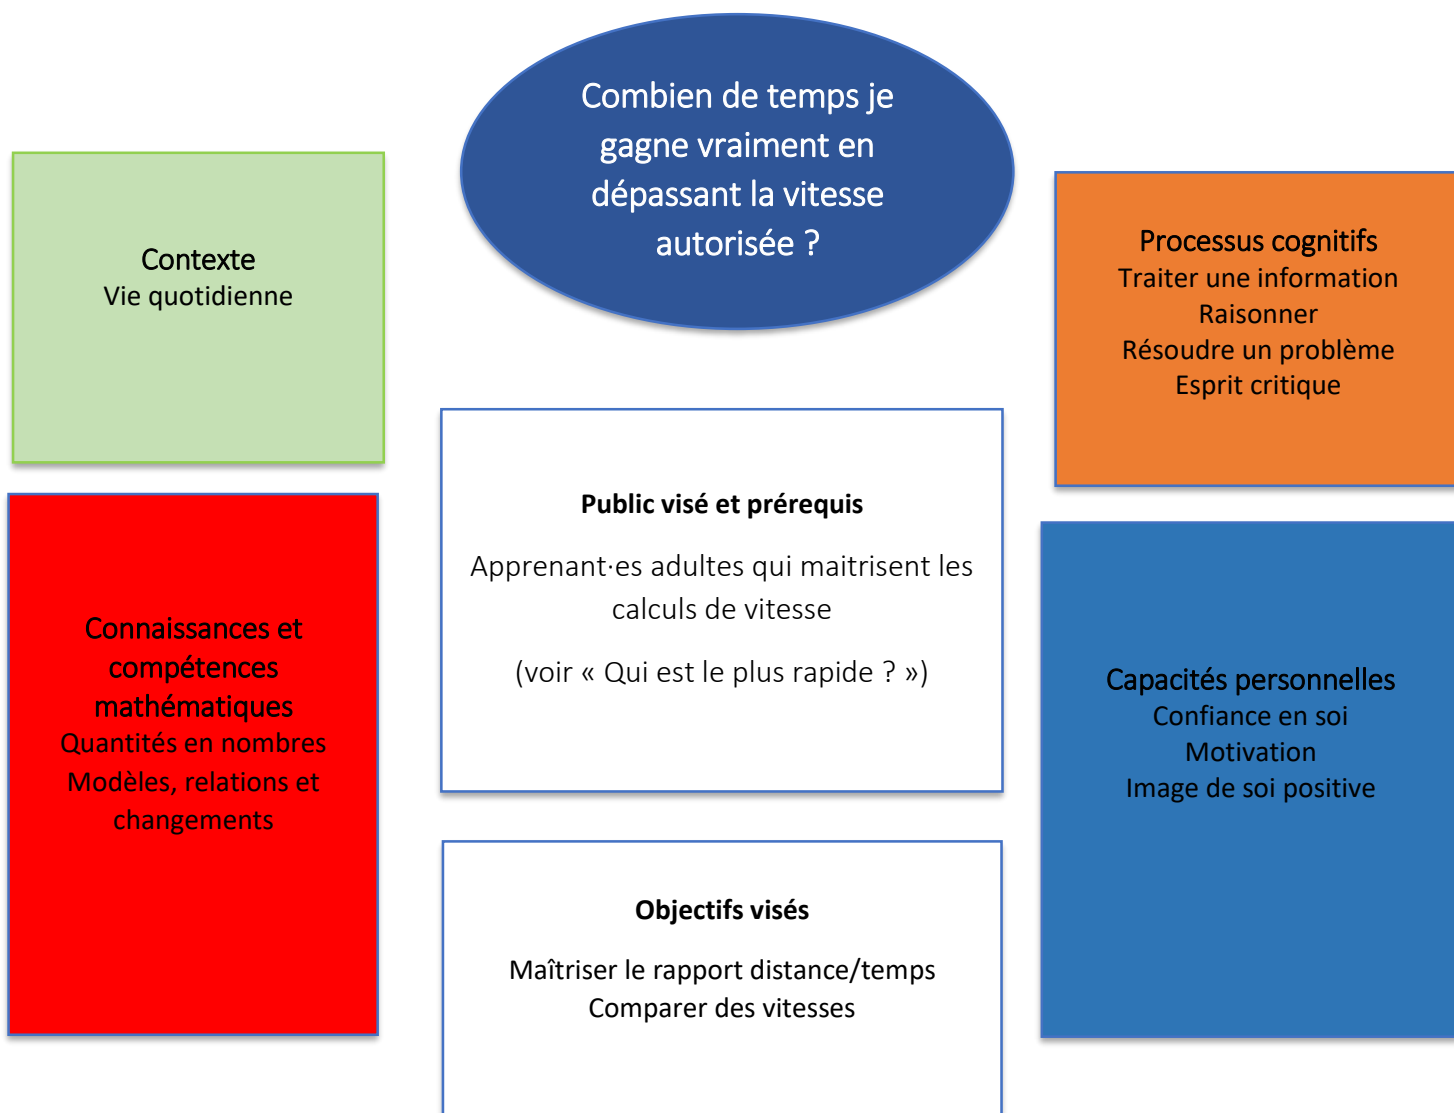 Combien de temps je
gagne vraiment en
dépassant la vitesse
autorisée ?
Contexte
Vie quotidienne
Processus cognitifs
Traiter une information
Raisonner
Résoudre un problème
Esprit critique
Public visé et prérequis
Apprenant·es adultes qui maitrisent les
calculs de vitesse
(voir « Qui est le plus rapide ? »)
Connaissances et
compétences
mathématiques
Quantités en nombres
Modèles, relations et
changements
Capacités personnelles
Confiance en soi
Motivation
Image de soi positive
Objectifs visés
Maîtriser le rapport distance/temps
Comparer des vitesses